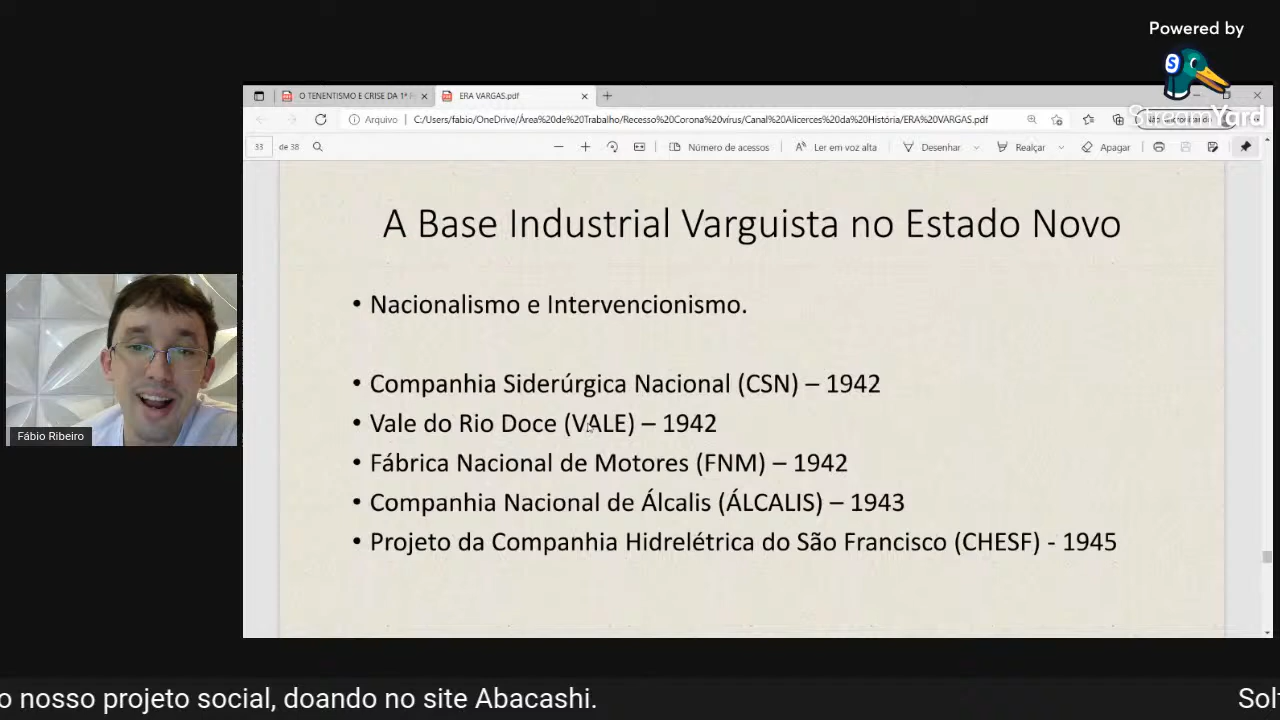 Powered by
StreamYard
O TENENTISMO E CRISE DA 1ª
ERA VARGAS.pdf
Arquivo
C:/Users/fabio/OneDrive/Área%20de%20Trabalho/Recesso%20Corona%20vírus/Canal%20Alicerces%20da%20História/ERA%20VARGAS.pdf
33 de 38
Número de acessos
Ler em voz alta
Desenhar
Realçar
Apagar
A Base Industrial Varguista no Estado Novo
• Nacionalismo e Intervencionismo.
• Companhia Siderúrgica Nacional (CSN) – 1942
• Vale do Rio Doce (VALE) – 1942
• Fábrica Nacional de Motores (FNM) – 1942
• Companhia Nacional de Álcalis (ÁLCALIS) – 1943
• Projeto da Companhia Hidrelétrica do São Francisco (CHESF) - 1945
Fábio Ribeiro
o nosso projeto social, doando no site Abacashi.
Sol